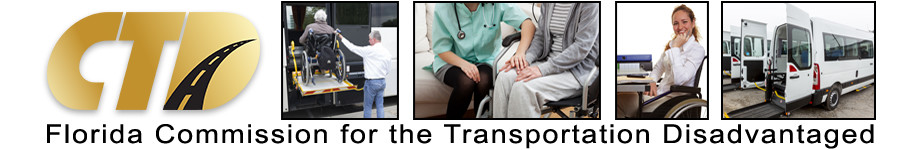 CTD
Florida Commission for the Transportation Disadvantaged